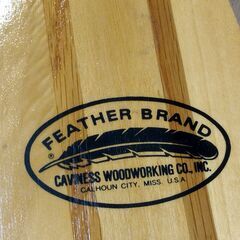 FEATHER BRAND
®
CAVINESS WOODWORKING CO., INC.
CALHOUN CITY, MISS. U.S.A.